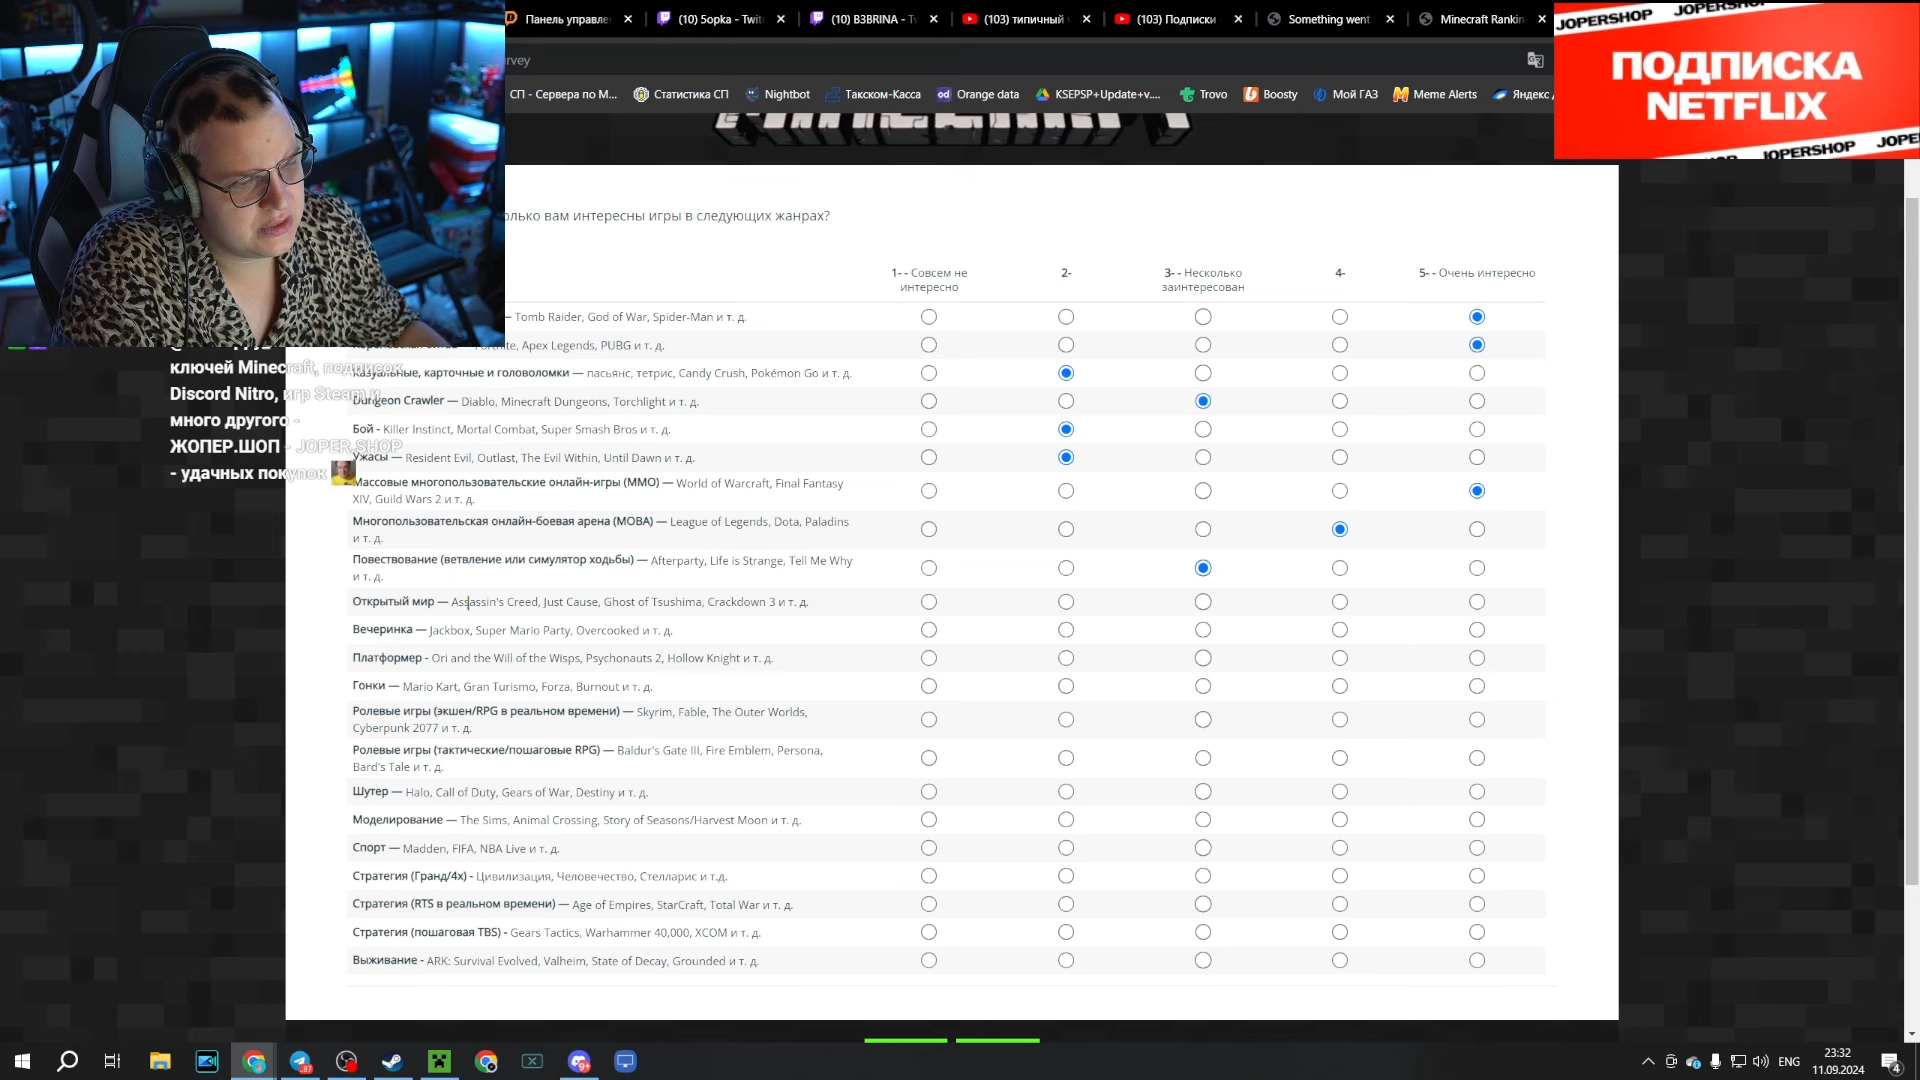 Панель управле
(10) 5opka - Twit
(10) B3BRINA - T
(103) типичный
(103) Подписки
Something went
Minecraft Rankin
JOPERSHOP
ПОДПИСКА
NETFLIX
JOPERSHOP
rvey
СП - Сервера по М...
Статистика СП
Nightbot
Такском-Касса
Orange data
KSEPSP+Update+v....
Trovo
Boosty
Мой ГАЗ
Meme Alerts
Яндекс
олько вам интересны игры в следующих жанрах?
1- - Совсем не интересно
2-
3- - Несколько заинтересован
4-
5- - Очень интересно
— Tomb Raider, God of War, Spider-Man и т. д.
Apex Legends, PUBG и т. д.
Казуальные, карточные и головоломки — пасьянс, тетрис, Candy Crush, Pokémon Go и т. д.
Dungeon Crawler — Diablo, Minecraft Dungeons, Torchlight и т. д.
Бой - Killer Instinct, Mortal Combat, Super Smash Bros и т. д.
Ужасы — Resident Evil, Outlast, The Evil Within, Until Dawn и т. д.
Массовые многопользовательские онлайн-игры (MMO) — World of Warcraft, Final Fantasy
XIV, Guild Wars 2 и т. д.
Многопользовательская онлайн-боевая арена (MOBA) — League of Legends, Dota, Paladins
и т. д.
Повествование (ветвление или симулятор ходьбы) — Afterparty, Life is Strange, Tell Me Why
и т. д.
Открытый мир — Assassin's Creed, Just Cause, Ghost of Tsushima, Crackdown 3 и т. д.
Вечеринка — Jackbox, Super Mario Party, Overcooked и т. д.
Платформер - Ori and the Will of the Wisps, Psychonauts 2, Hollow Knight и т. д.
Гонки — Mario Kart, Gran Turismo, Forza, Burnout и т. д.
Ролевые игры (экшен/RPG в реальном времени) — Skyrim, Fable, The Outer Worlds,
Cyberpunk 2077 и т. д.
Ролевые игры (тактические/пошаговые RPG) — Baldur's Gate III, Fire Emblem, Persona,
Bard's Tale и т. д.
Шутер — Halo, Call of Duty, Gears of War, Destiny и т. д.
Моделирование — The Sims, Animal Crossing, Story of Seasons/Harvest Moon и т. д.
Спорт — Madden, FIFA, NBA Live и т. д.
Стратегия (Гранд/4x) - Цивилизация, Человечество, Стелларис и т.д.
Стратегия (RTS в реальном времени) — Age of Empires, StarCraft, Total War и т. д.
Стратегия (пошаговая TBS) - Gears Tactics, Warhammer 40,000, XCOM и т. д.
Выживание - ARK: Survival Evolved, Valheim, State of Decay, Grounded и т. д.
ключей Minecraft, подписок
Discord Nitro, игр Steam и
много другого -
ЖОПЕР.ШОП - JOPER.SHOP
- удачных покупок
ENG
23:32
11.09.2024
4